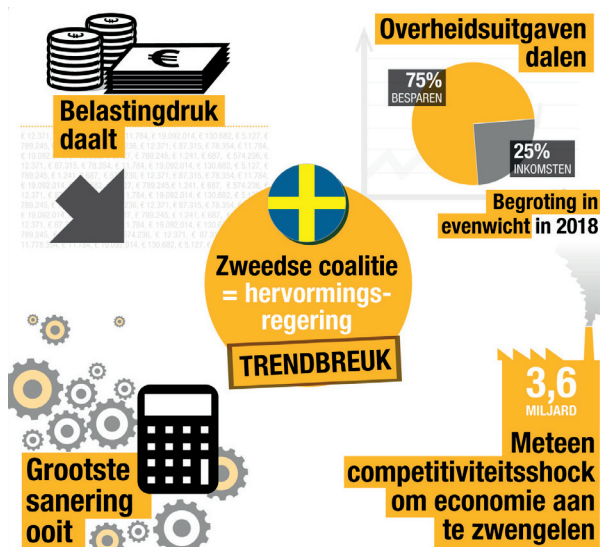 Belastingdruk
daalt
Overheidsuitgaven
dalen
75%
BESPAREN
25%
INKOMSTEN
Begroting in
evenwicht in 2018
Zweedse coalitie
= hervormings-
regering
TRENDBREUK
Grootste
sanering
ooit
3,6
MILJARD
Meteen
competitiviteitsshock
om economie aan
te zwengelen